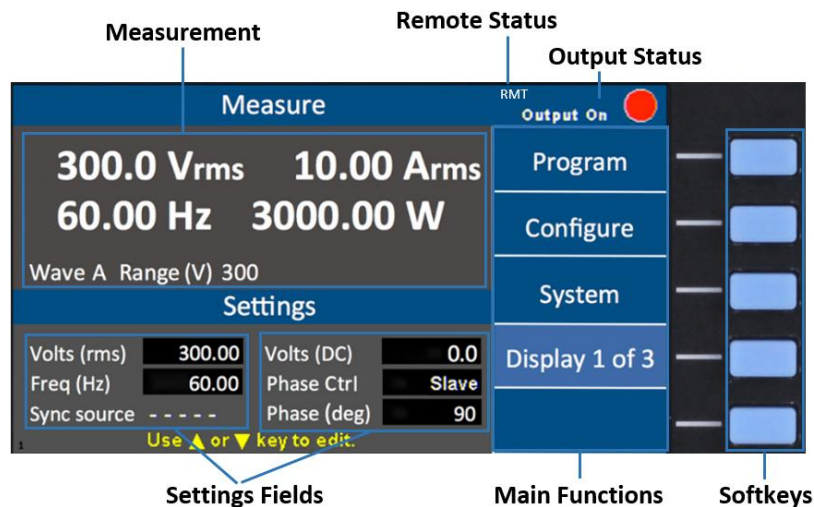 Measurement
Remote Status
Output Status
Measure
RMT
Output On
300.0 Vrms 10.00 Arms
60.00 Hz 3000.00 W
Wave A Range (V) 300
Settings
Volts (rms) 300.00
Freq (Hz) 60.00
Sync source - - - - -
Volts (DC) 0.0
Phase Ctrl Slave
Phase (deg) 90
1
Use ▲ or ▼ key to edit.
Program
Configure
System
Display 1 of 3
Settings Fields
Main Functions
Softkeys